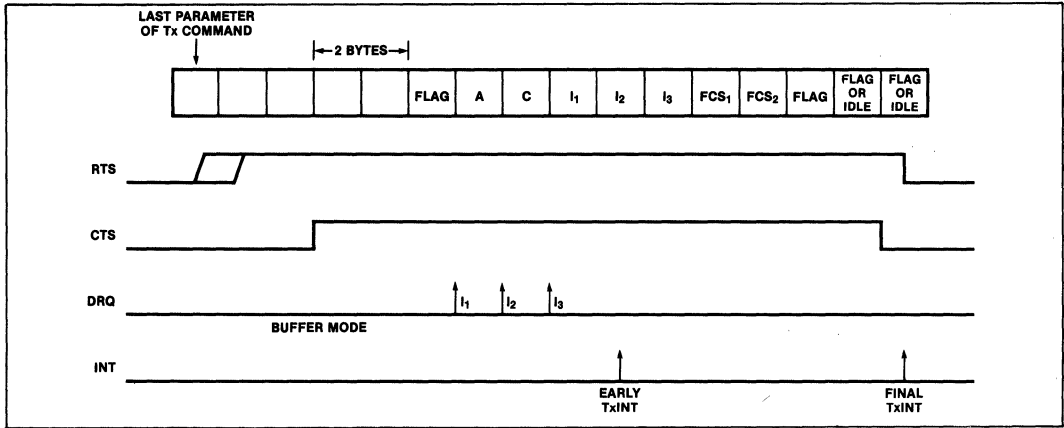 LAST PARAMETER
OF Tx COMMAND
2 BYTES
FLAG A C I₁ I₂ I₃ FCS₁ FCS₂ FLAG FLAG OR IDLE FLAG OR IDLE
RTS
CTS
DRQ I₁ I₂ I₃
BUFFER MODE
INT
EARLY
TxINT
FINAL
TxINT